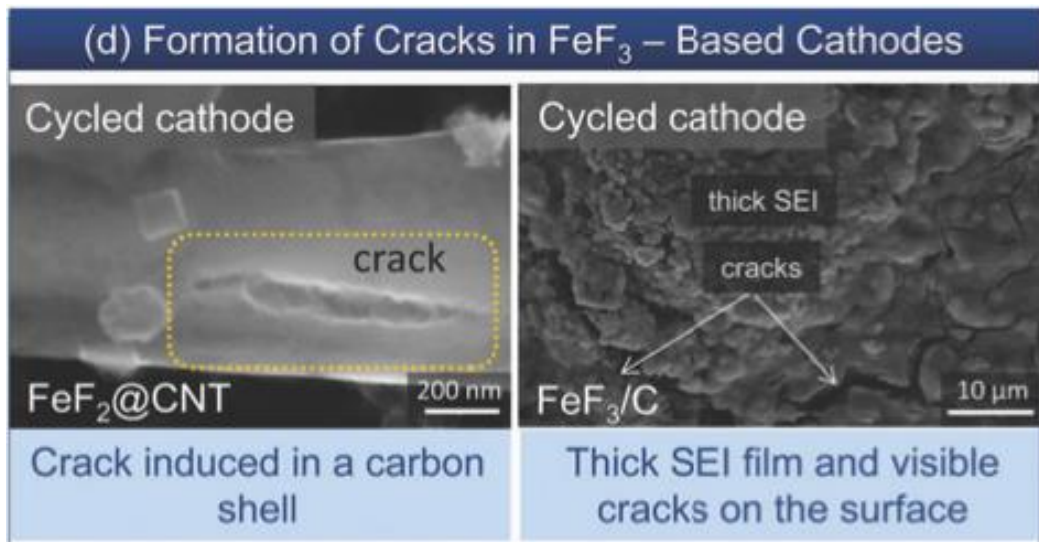 (d) Formation of Cracks in FeF₃ – Based Cathodes
Cycled cathode
crack
FeF₂@CNT
200 nm
Crack induced in a carbon
shell
Cycled cathode
thick SEI
cracks
FeF₃/C
10 μm
Thick SEI film and visible
cracks on the surface